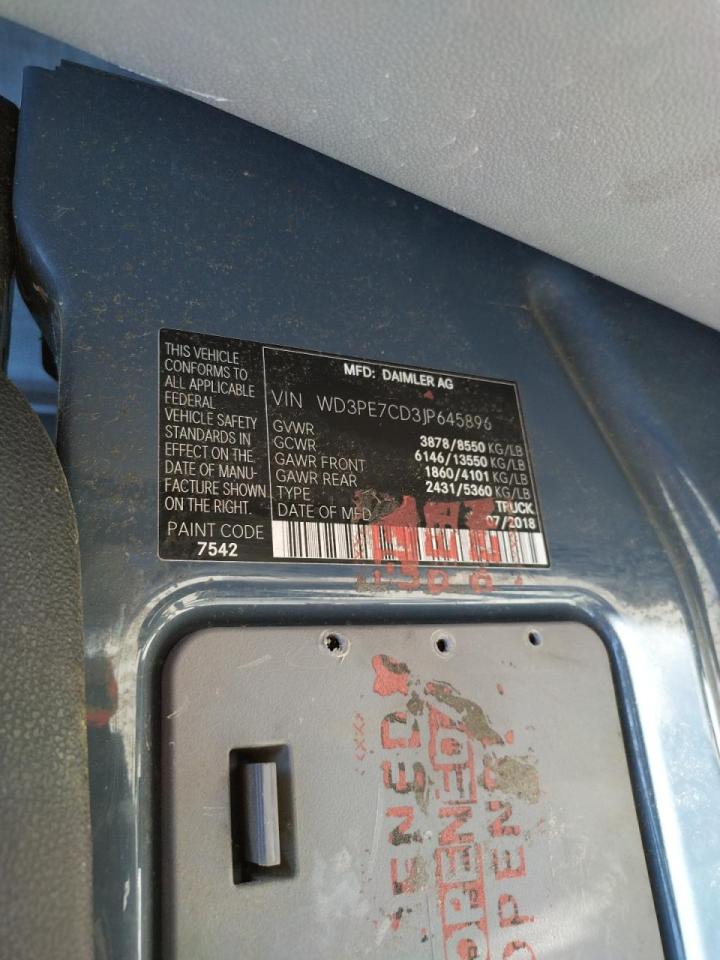 THIS VEHICLE
CONFORMS TO
ALL APPLICABLE
FEDERAL
VEHICLE SAFETY
STANDARDS IN
EFFECT ON THE
DATE OF MANU-
FACTURE SHOWN
ON THE RIGHT.
PAINT CODE
7542
MFD: DAIMLER AG
VIN WD3PE7CD3JP645896
GVWR 3878/8550 KG/LB
GCWR 6146/13550 KG/LB
GAWR FRONT 1860/4101 KG/LB
GAWR REAR 2431/5360 KG/LB
TYPE TRUCK
DATE OF MFD 07/2018
OPENED